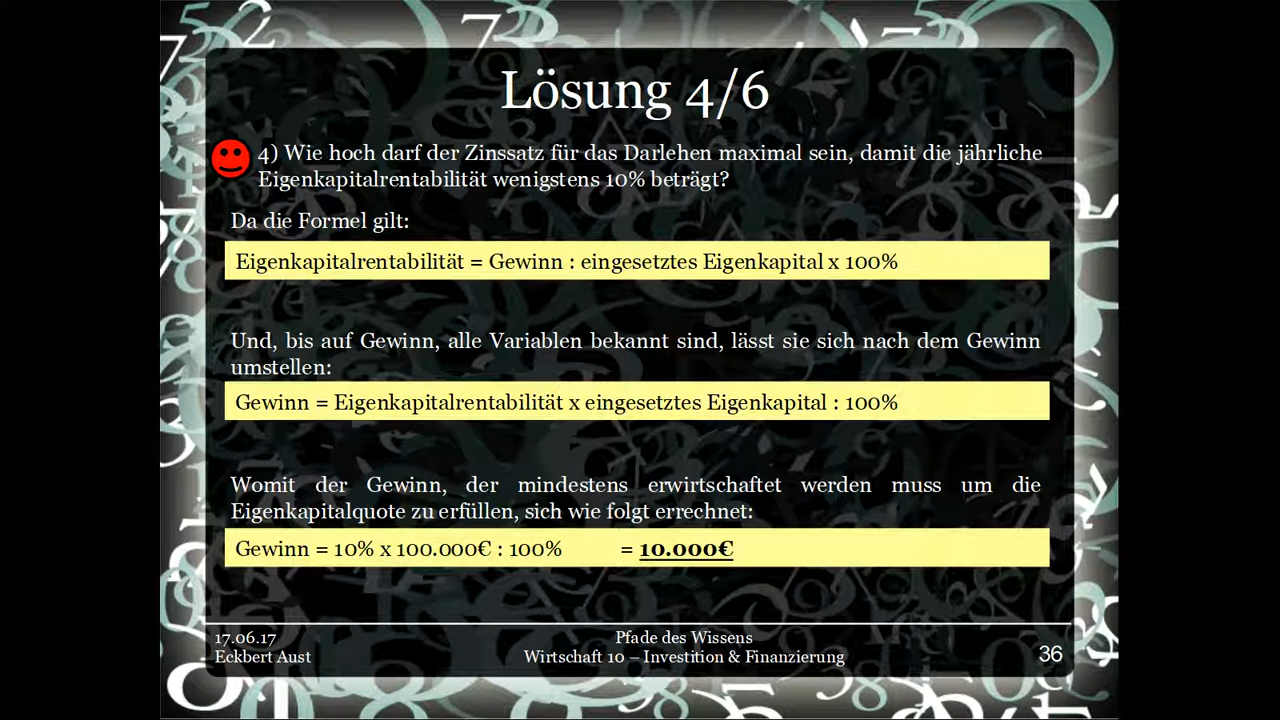 Lösung 4/6
4) Wie hoch darf der Zinssatz für das Darlehen maximal sein, damit die jährliche
Eigenkapitalrentabilität wenigstens 10% beträgt?
Da die Formel gilt:
Eigenkapitalrentabilität = Gewinn : eingesetztes Eigenkapital x 100%
Und, bis auf Gewinn, alle Variablen bekannt sind, lässt sie sich nach dem Gewinn
umstellen:
Gewinn = Eigenkapitalrentabilität x eingesetztes Eigenkapital : 100%
Womit der Gewinn, der mindestens erwirtschaftet werden muss um die
Eigenkapitalquote zu erfüllen, sich wie folgt errechnet:
Gewinn = 10% x 100.000€ : 100% = 10.000€
17.06.17
Eckbert Aust
Pfade des Wissens
Wirtschaft 10 – Investition & Finanzierung
36